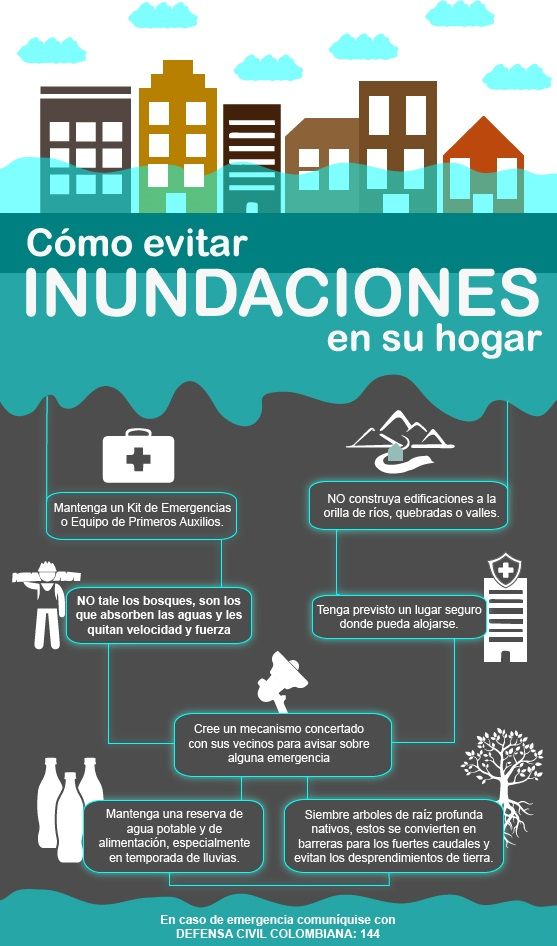 Cómo evitar
INUNDACIONES
en su hogar
Mantenga un Kit de Emergencias
o Equipo de Primeros Auxilios.
NO construya edificaciones a la
orilla de ríos, quebradas o valles.
NO tale los bosques, son los
que absorben las aguas y les
quitan velocidad y fuerza
Tenga previsto un lugar seguro
donde pueda alojarse.
Cree un mecanismo concertado
con sus vecinos para avisar sobre
alguna emergencia
Mantenga una reserva de
agua potable y de
alimentación, especialmente
en temporada de lluvias.
Siembre arboles de raíz profunda
nativos, estos se convierten en
barreras para los fuertes caudales y
evitan los desprendimientos de tierra.
En caso de emergencia comuníquise con
DEFENSA CIVIL COLOMBIANA: 144